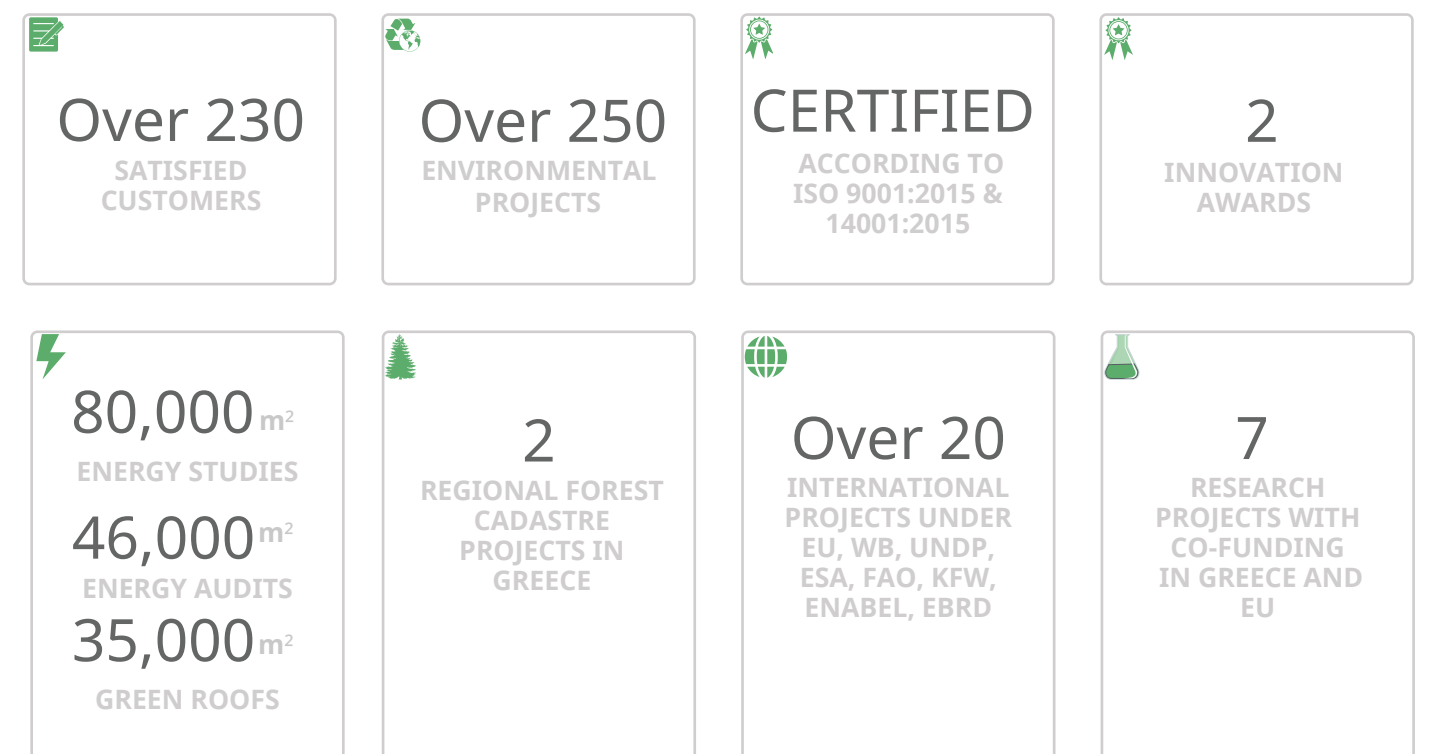 Over 230
SATISFIED
CUSTOMERS
Over 250
ENVIRONMENTAL
PROJECTS
CERTIFIED
ACCORDING TO
ISO 9001:2015 &
14001:2015
2
INNOVATION
AWARDS
80,000 m²
ENERGY STUDIES
46,000 m²
ENERGY AUDITS
35,000 m²
GREEN ROOFS
2
REGIONAL FOREST
CADASTRE
PROJECTS IN
GREECE
Over 20
INTERNATIONAL
PROJECTS UNDER
EU, WB, UNDP,
ESA, FAO, KFW,
ENABEL, EBRD
7
RESEARCH
PROJECTS WITH
CO-FUNDING
IN GREECE AND
EU